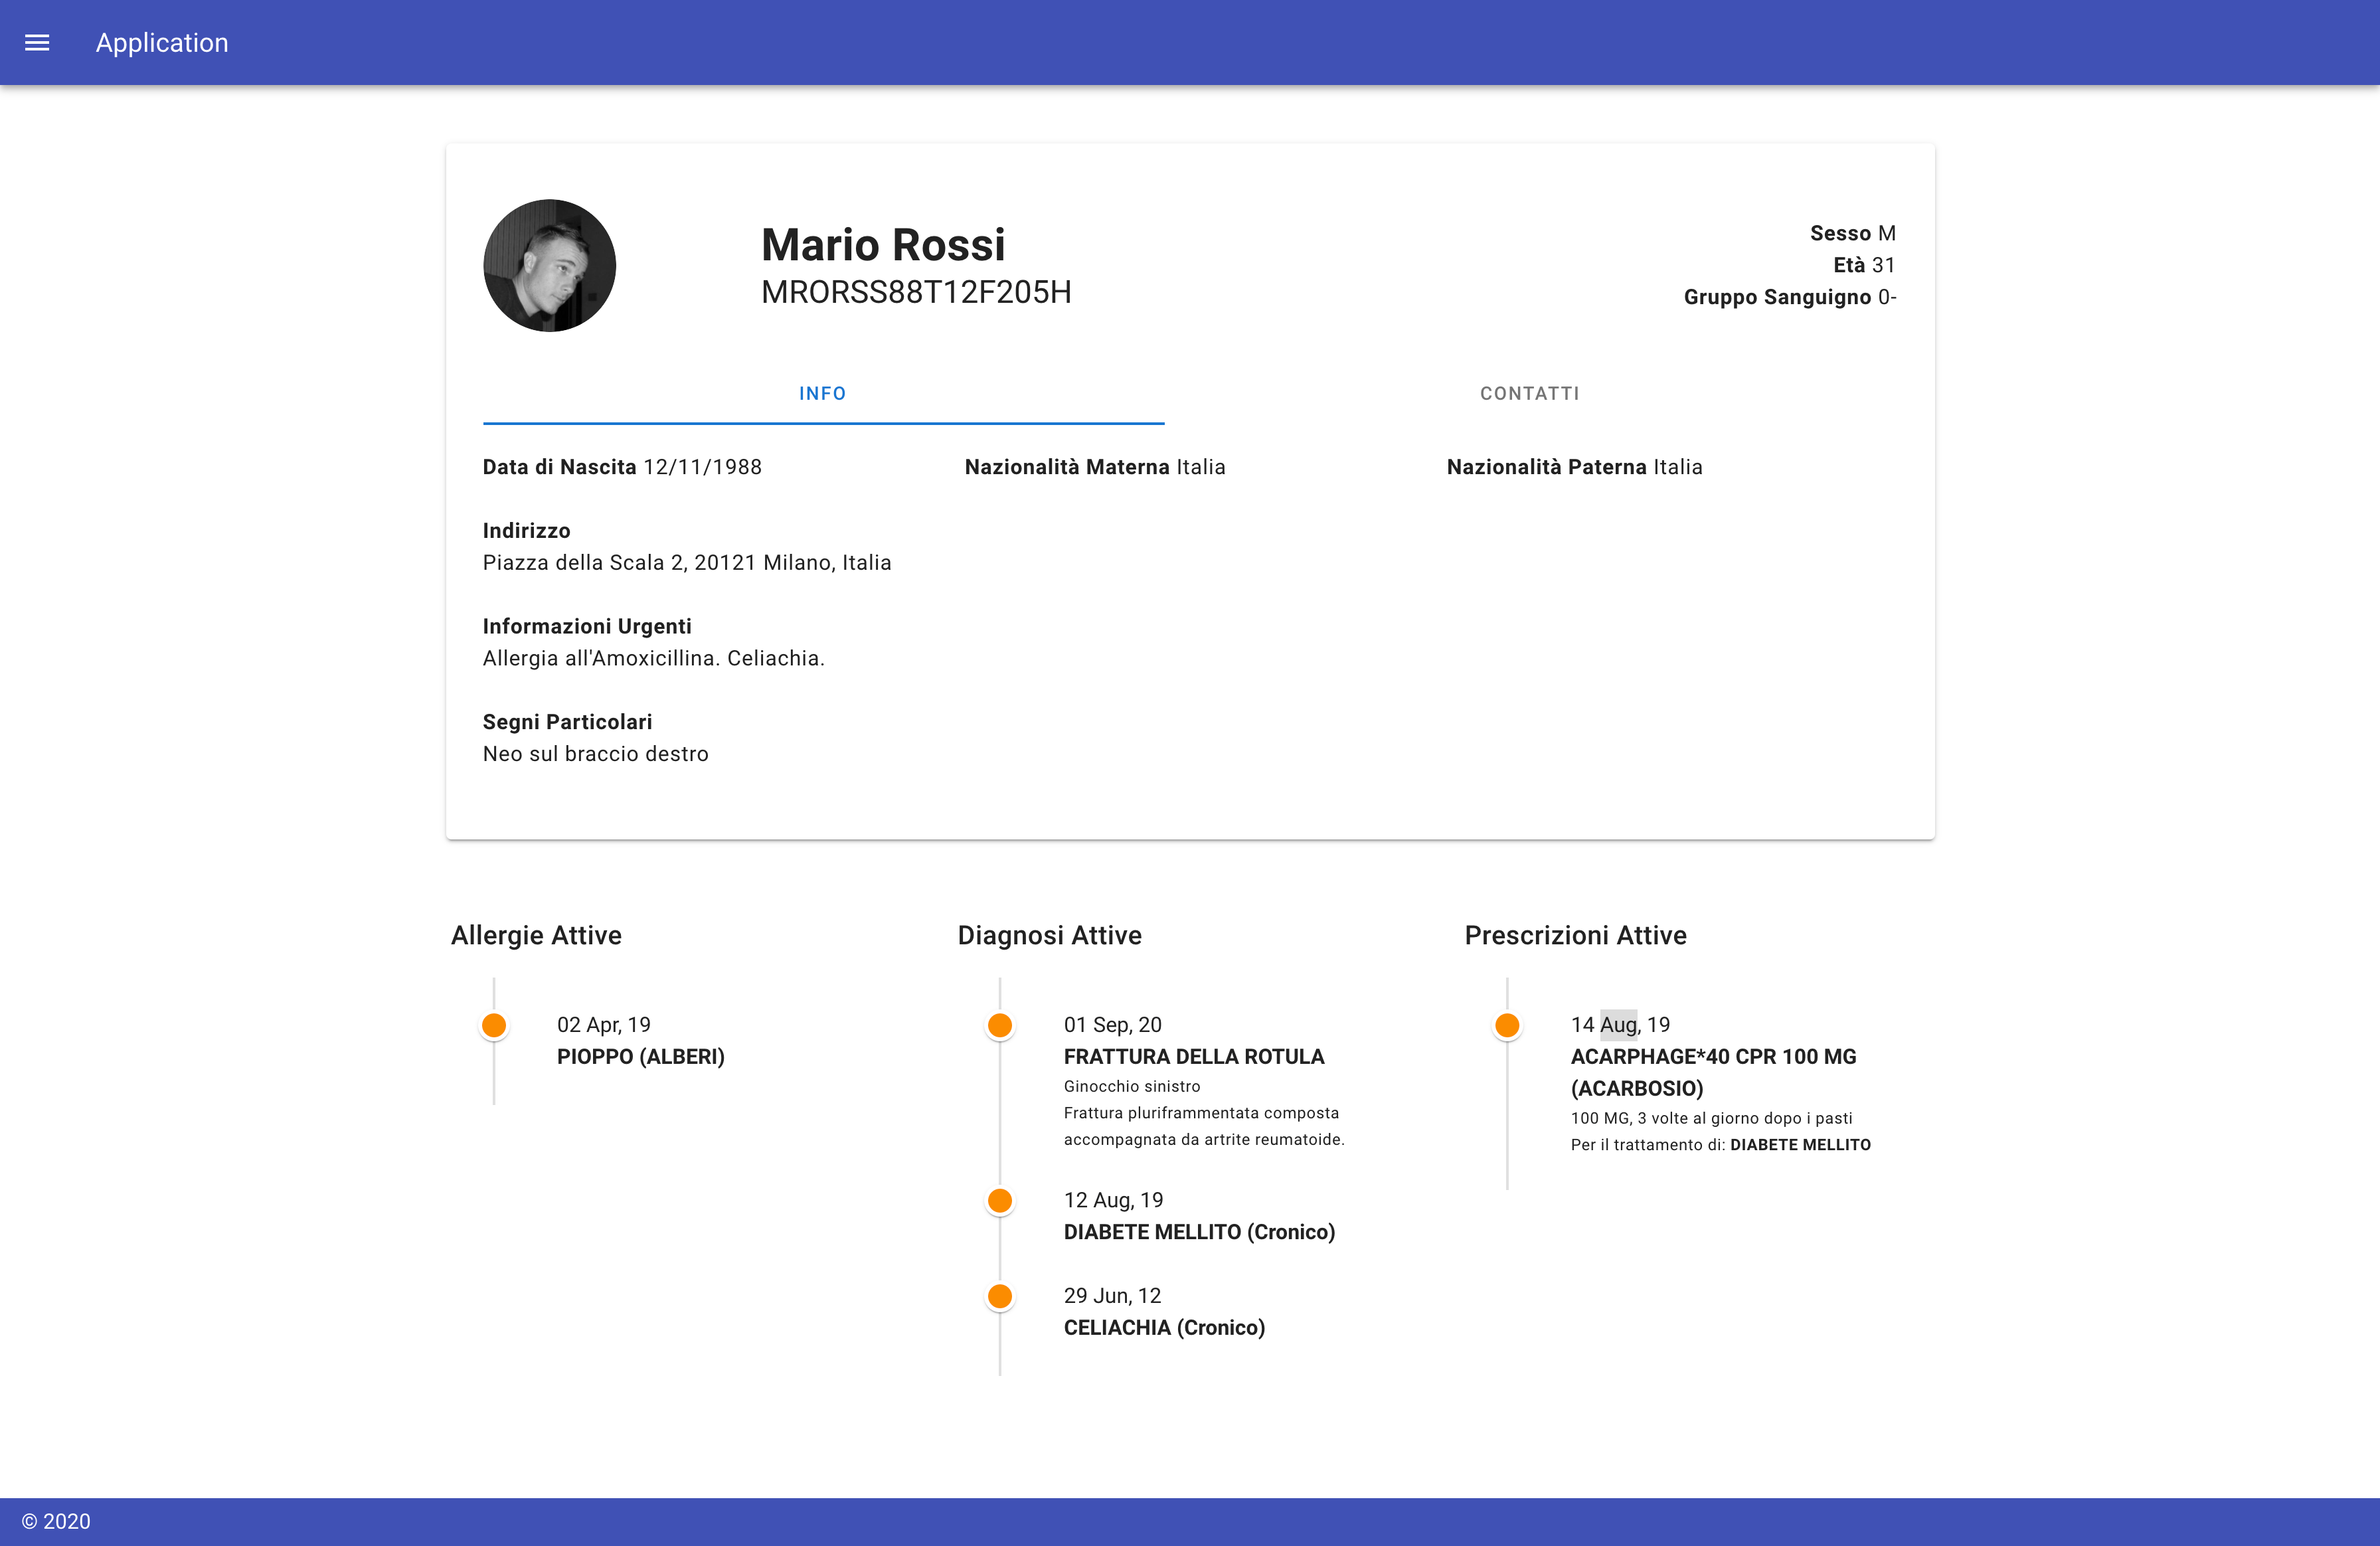 Application
Mario Rossi
MRORSS88T12F205H
Sesso M
Età 31
Gruppo Sanguigno 0-
INFO
CONTATTI
Data di Nascita 12/11/1988
Nazionalità Materna Italia
Nazionalità Paterna Italia
Indirizzo
Piazza della Scala 2, 20121 Milano, Italia
Informazioni Urgenti
Allergia all'Amoxicillina. Celiachia.
Segni Particolari
Neo sul braccio destro
Allergie Attive
02 Apr, 19
PIOPPO (ALBERI)
Diagnosi Attive
01 Sep, 20
FRATTURA DELLA ROTULA
Ginocchio sinistro
Frattura pluriframmentata composta
accompagnata da artrite reumatoide.
12 Aug, 19
DIABETE MELLITO (Cronico)
29 Jun, 12
CELIACHIA (Cronico)
Prescrizioni Attive
14 Aug, 19
ACARPHAGE*40 CPR 100 MG
(ACARBOSIO)
100 MG, 3 volte al giorno dopo i pasti
Per il trattamento di: DIABETE MELLITO
© 2020